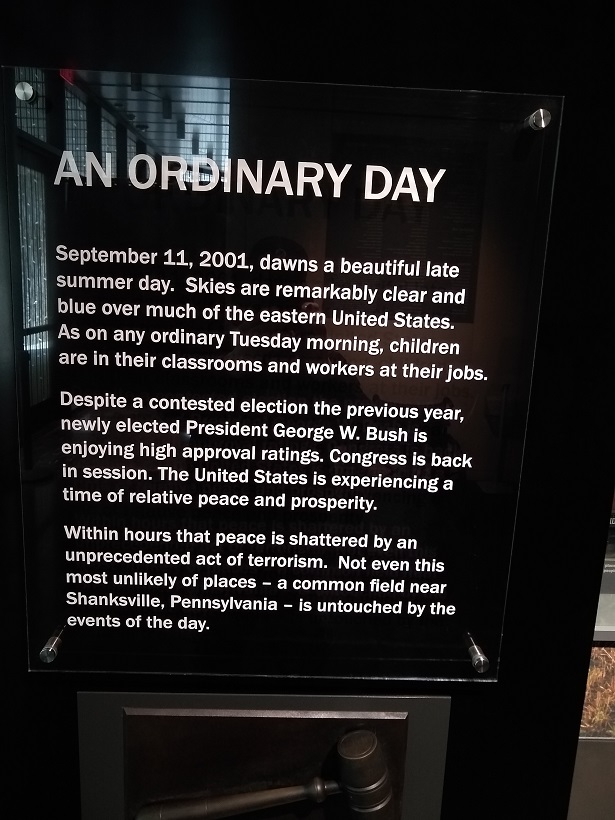 AN ORDINARY DAY
September 11, 2001, dawns a beautiful late
summer day. Skies are remarkably clear and
blue over much of the eastern United States.
As on any ordinary Tuesday morning, children
are in their classrooms and workers at their jobs.
Despite a contested election the previous year,
newly elected President George W. Bush is
enjoying high approval ratings. Congress is back
in session. The United States is experiencing a
time of relative peace and prosperity.
Within hours that peace is shattered by an
unprecedented act of terrorism. Not even this
most unlikely of places – a common field near
Shanksville, Pennsylvania – is untouched by the
events of the day.